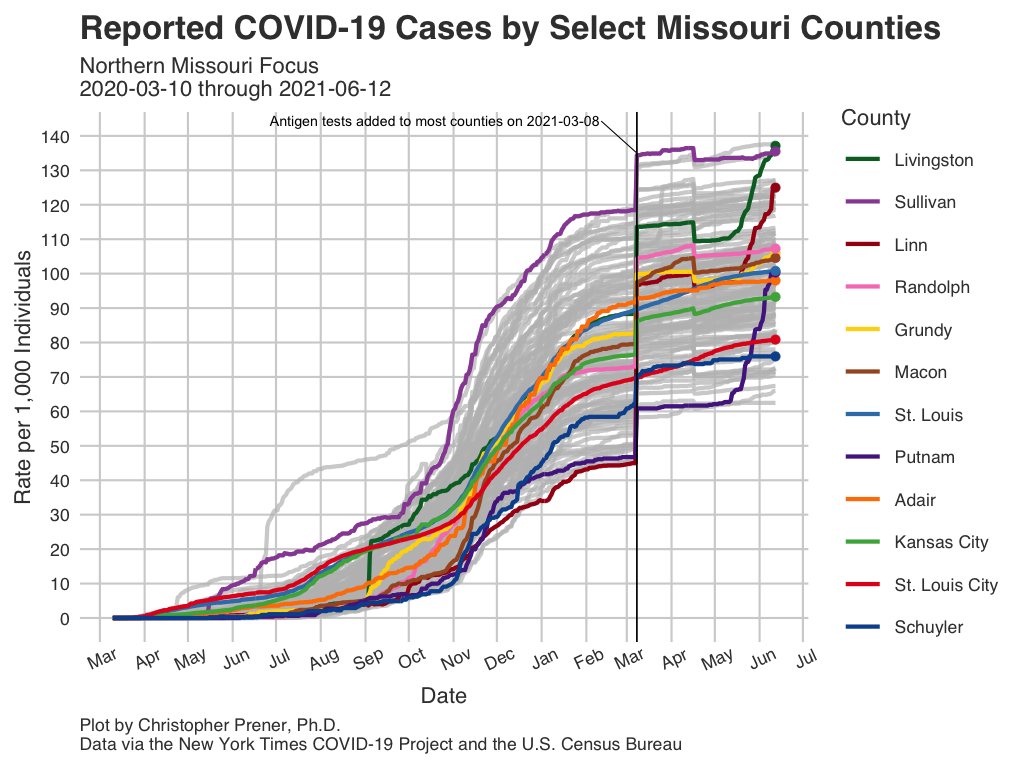 Reported COVID-19 Cases by Select Missouri Counties
Northern Missouri Focus
2020-03-10 through 2021-06-12
Antigen tests added to most counties on 2021-03-08
Rate per 1,000 Individuals
140
130
120
110
100
90
80
70
60
50
40
30
20
10
0
Mar Apr May Jun Jul Aug Sep Oct Nov Dec Jan Feb Mar Apr May Jun Jul
Date
County
Livingston
Sullivan
Linn
Randolph
Grundy
Macon
St. Louis
Putnam
Adair
Kansas City
St. Louis City
Schuyler
Plot by Christopher Prener, Ph.D.
Data via the New York Times COVID-19 Project and the U.S. Census Bureau